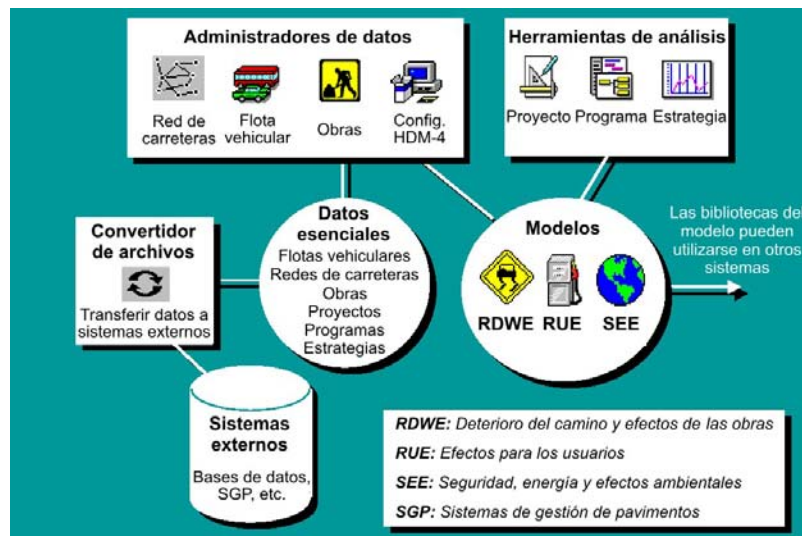 Administradores de datos
Red de
carreteras
Flota
vehicular
Obras
Config.
HDM-4
Herramientas de análisis
Proyecto
Programa
Estrategia
Convertidor
de archivos
Transferir datos a
sistemas externos
Datos
esenciales
Flotas vehiculares
Redes de carreteras
Obras
Proyectos
Programas
Estrategias
Modelos
RDWE
RUE
SEE
Las bibliotecas de
modelo pueden
utilizarse en otros
sistemas
Sistemas
externos
Bases de datos,
SGP, etc.
RDWE: Deterioro del camino y efectos de las obras
RUE: Efectos para los usuarios
SEE: Seguridad, energía y efectos ambientales
SGP: Sistemas de gestión de pavimentos